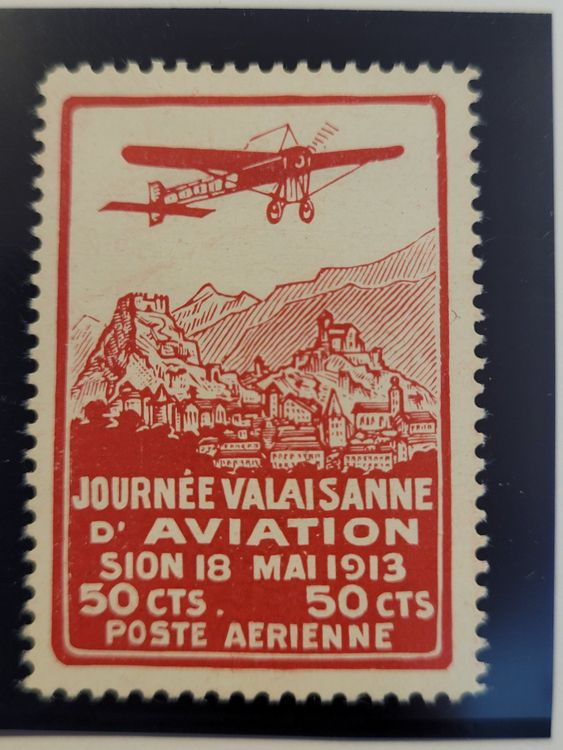 JOURNÉE VALAISANNE
D' AVIATION
SION 18 MAI 1913
50 CTS. 50 CTS
POSTE AERIENNE